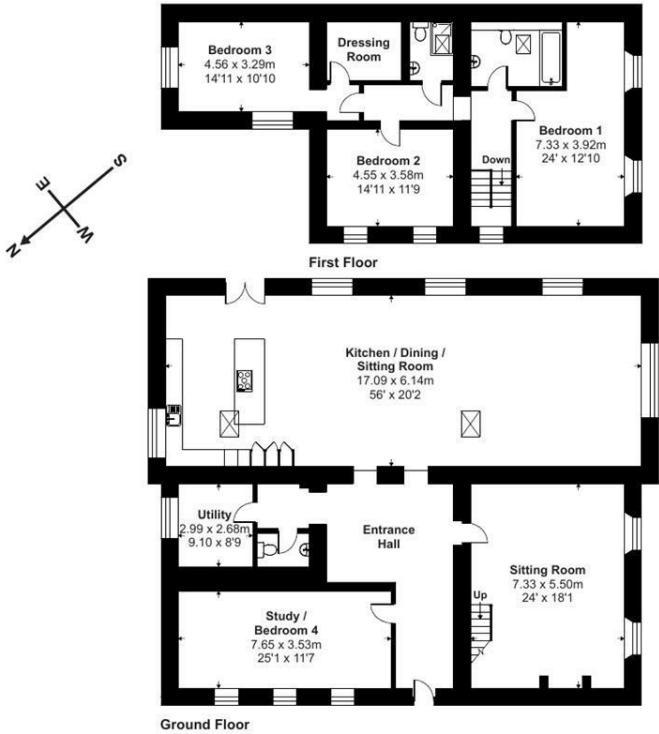 Bedroom 3
4.56 x 3.29m
14'11 x 10'10
Dressing
Room
Bedroom 1
7.33 x 3.92m
24' x 12'10
Bedroom 2
4.55 x 3.58m
14'11 x 11'9
Down
S
E
W
N
First Floor
Kitchen / Dining /
Sitting Room
17.09 x 6.14m
56' x 20'2
Utility
2.99 x 2.68m
9.10 x 8'9
Entrance
Hall
Sitting Room
7.33 x 5.50m
24' x 18'1
Up
Study /
Bedroom 4
7.65 x 3.53m
25'1 x 11'7
Ground Floor